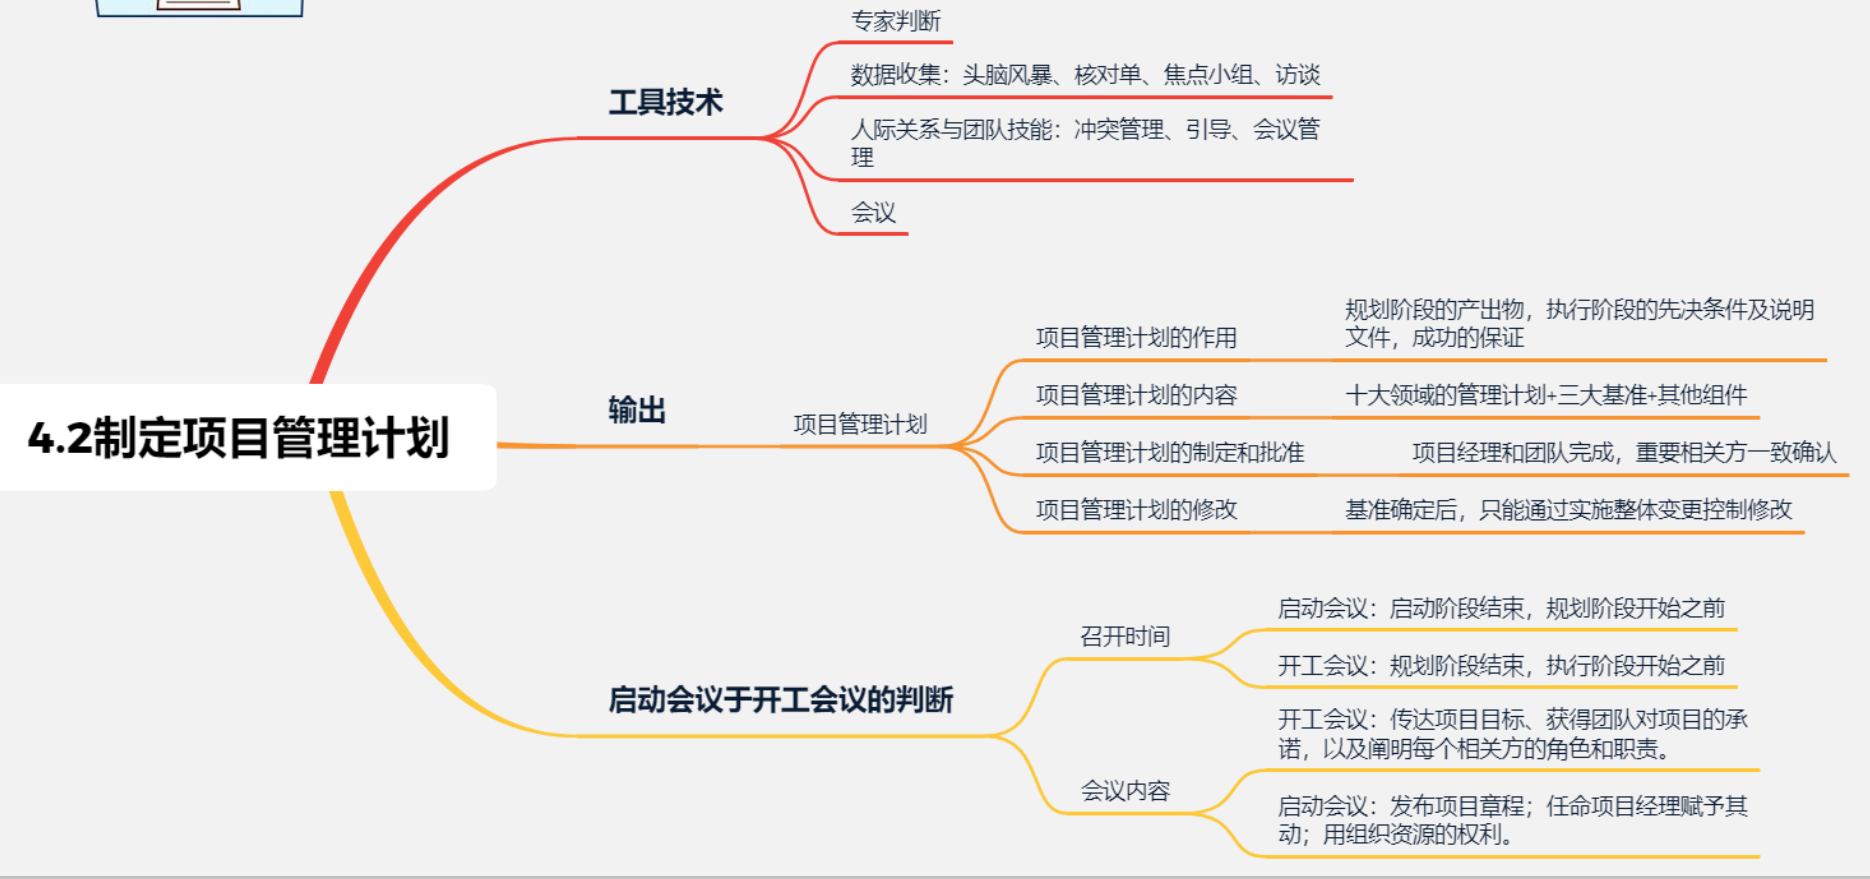 4.2制定项目管理计划
工具技术
专家判断
数据收集：头脑风暴、核对单、焦点小组、访谈
人际关系与团队技能：冲突管理、引导、会议管
理
会议
输出
项目管理计划
项目管理计划的作用
规划阶段的产出物，执行阶段的先决条件及说明
文件，成功的保证
项目管理计划的内容
十大领域的管理计划+三大基准+其他组件
项目管理计划的制定和批准
项目经理和团队完成，重要相关方一致确认
项目管理计划的修改
基准确定后，只能通过实施整体变更控制修改
启动会议于开工会议的判断
召开时间
启动会议：启动阶段结束，规划阶段开始之前
开工会议：规划阶段结束，执行阶段开始之前
会议内容
开工会议：传达项目目标、获得团队对项目的承
诺，以及阐明每个相关方的角色和职责。
启动会议：发布项目章程；任命项目经理赋予其
动；用组织资源的权利。